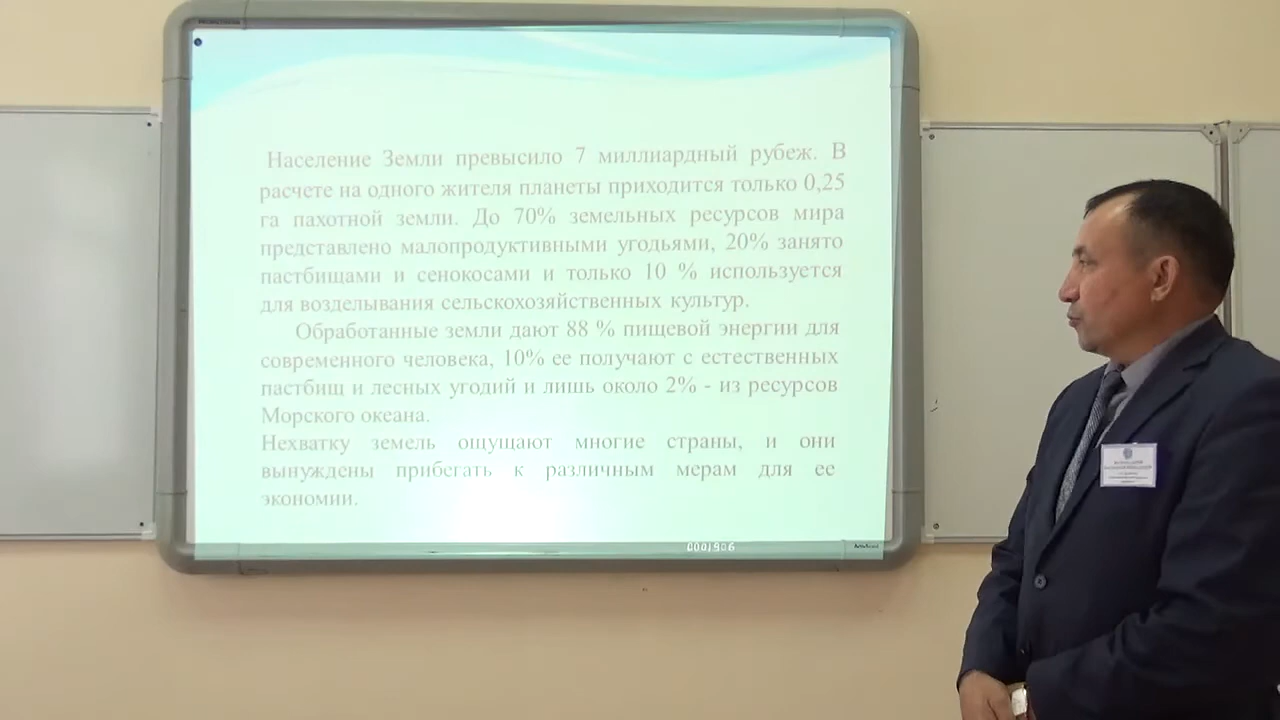 Население Земли превысило 7 миллиардный рубеж. В
расчете на одного жителя планеты приходится только 0,25
га пахотной земли. До 70% земельных ресурсов мира
представлено малопродуктивными угодьями, 20% занято
пастбищами и сенокосами и только 10 % используется
для возделывания сельскохозяйственных культур.
Обработанные земли дают 88 % пищевой энергии для
современного человека, 10% ее получают с естественных
пастбищ и лесных угодий и лишь около 2% - из ресурсов
Морского океана.
Нехватку земель ощущают многие страны, и они
вынуждены прибегать к различным мерам для ее
экономии.
0001906